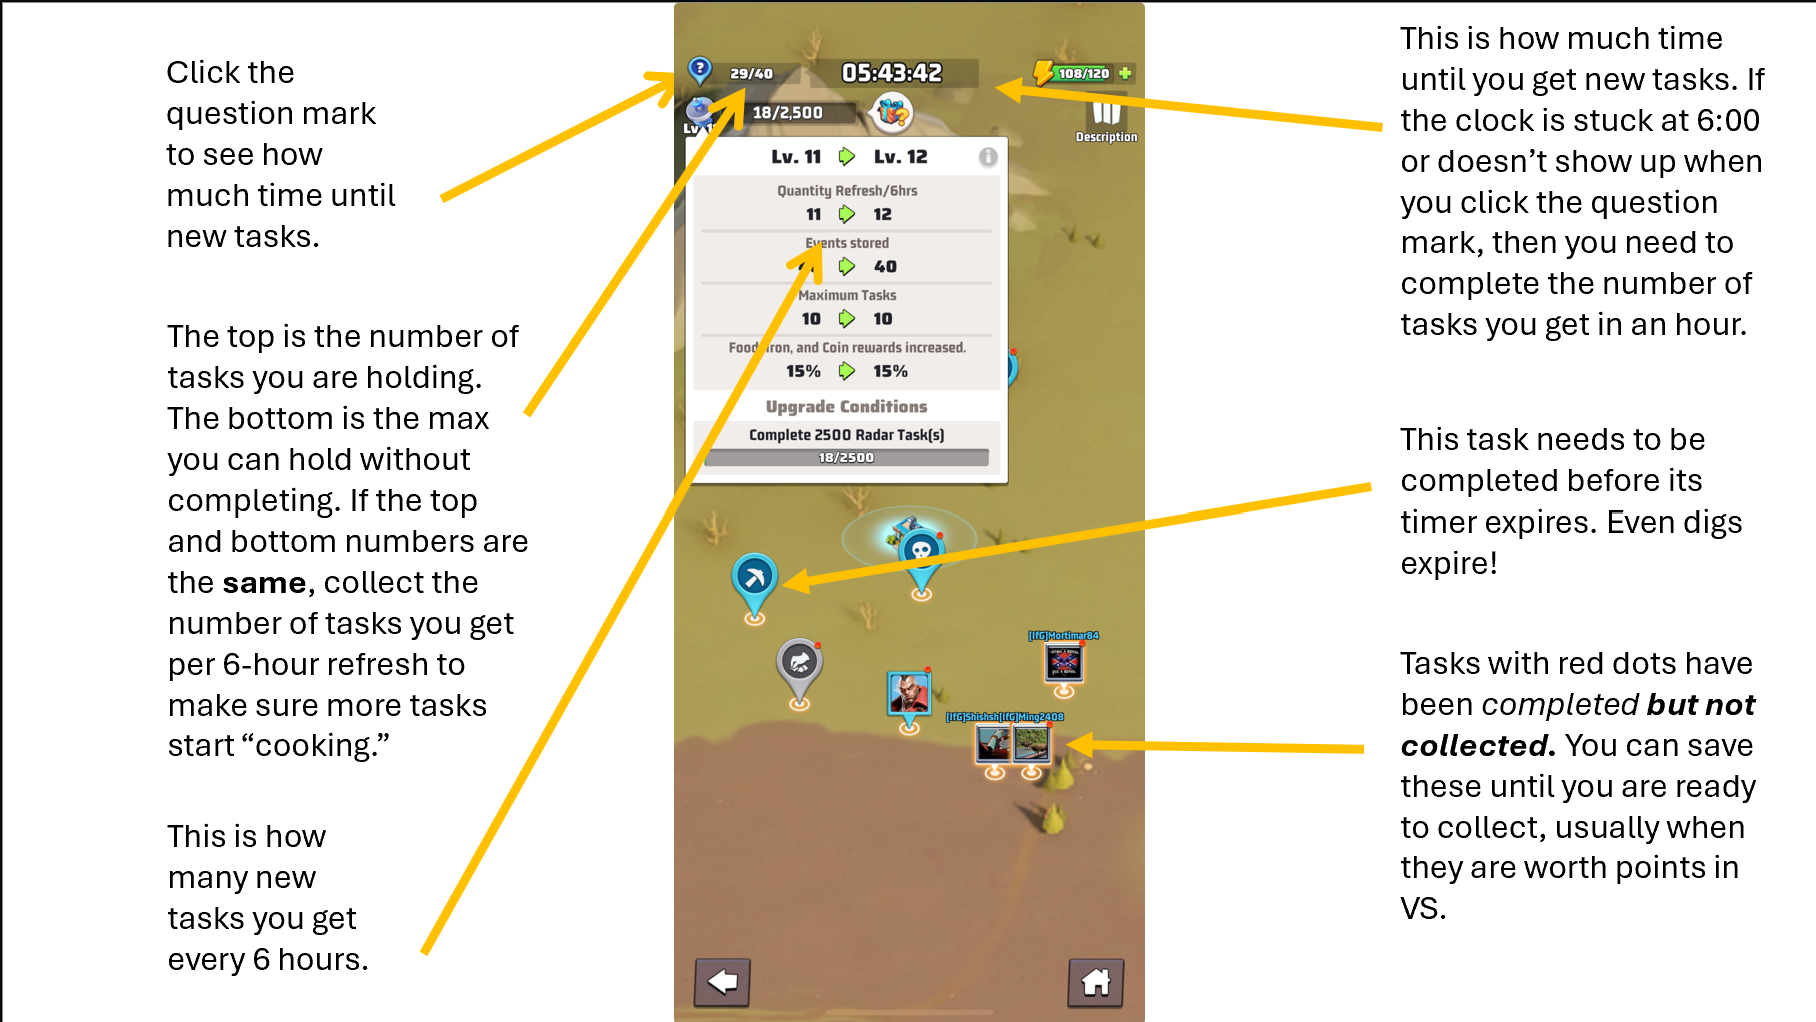 Click the
question mark
to see how
much time until
new tasks.
The top is the number of
tasks you are holding.
The bottom is the max
you can hold without
completing. If the top
and bottom numbers are
the same, collect the
number of tasks you get
per 6-hour refresh to
make sure more tasks
start “cooking.”
This is how
many new
tasks you get
every 6 hours.
?
29/40
05:43:42
108/120
18/2,500
?
Description
Lv. 11 Lv. 12
Quantity Refresh/6hrs
11 12
Events stored
40
Maximum Tasks
10 10
Food, Iron, and Coin rewards increased.
15% 15%
Upgrade Conditions
Complete 2500 Radar Task(s)
18/2500
[IfG]Mortimar84
[IfG]Shishsh[IfG]Ming2408
This is how much time
until you get new tasks. If
the clock is stuck at 6:00
or doesn’t show up when
you click the question
mark, then you need to
complete the number of
tasks you get in an hour.
This task needs to be
completed before its
timer expires. Even digs
expire!
Tasks with red dots have
been completed but not
collected. You can save
these until you are ready
to collect, usually when
they are worth points in
VS.